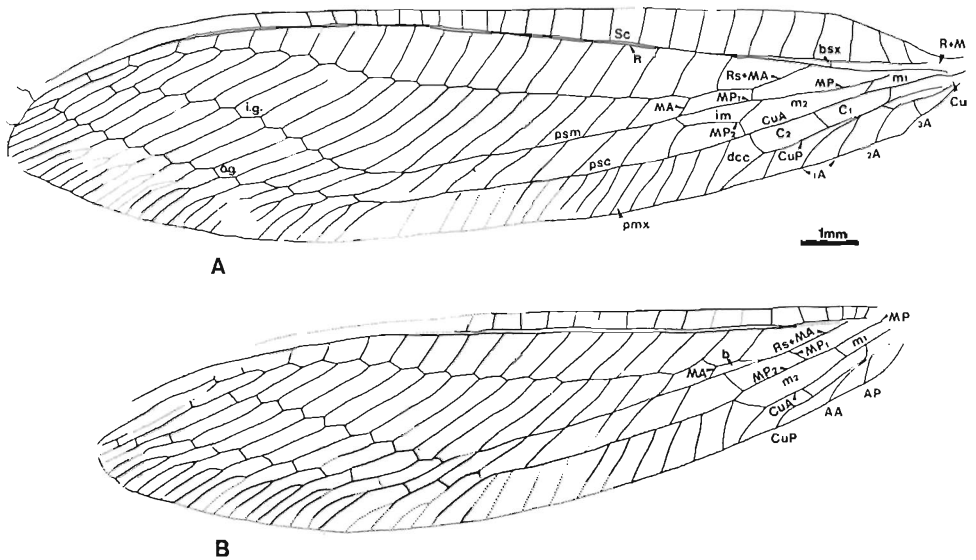 Sc
R
bsx
R+M
Rs+MA
MP
m1
Cu
MA
MP1
m2
i.g.
im
CuA
C1
psm
MP2
C2
3A
o.g.
psc
dcc
CuP
2A
1A
pmx
1mm
A
MP
Rs+MA
MP1
m1
b
MA
MP2
m2
CuA
AP
AA
CuP
B